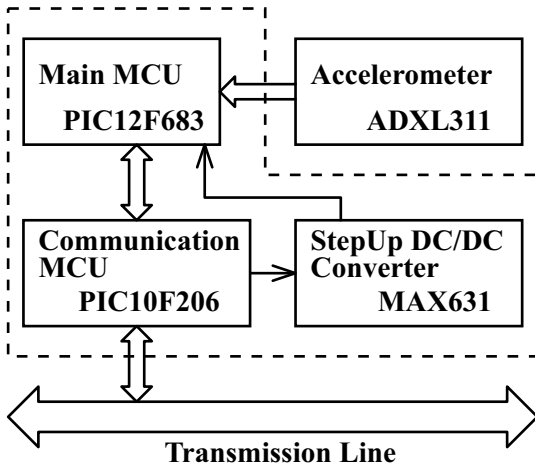 Main MCU
PIC12F683
Accelerometer
ADXL311
Communication
MCU
PIC10F206
StepUp DC/DC
Converter
MAX631
Transmission Line